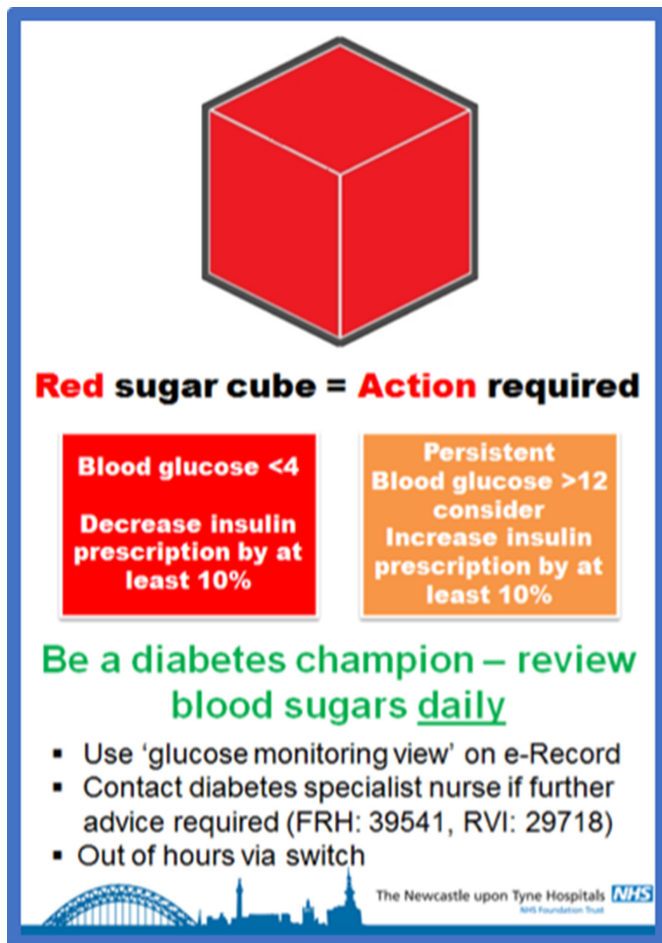 Red sugar cube = Action required
Blood glucose <4
Decrease insulin
prescription by at
least 10%
Persistent
Blood glucose >12
consider
Increase insulin
prescription by at
least 10%
Be a diabetes champion – review
blood sugars daily
▪ Use ‘glucose monitoring view’ on e-Record
▪ Contact diabetes specialist nurse if further
advice required (FRH: 39541, RVI: 29718)
▪ Out of hours via switch
The Newcastle upon Tyne Hospitals NHS
NHS Foundation Trust